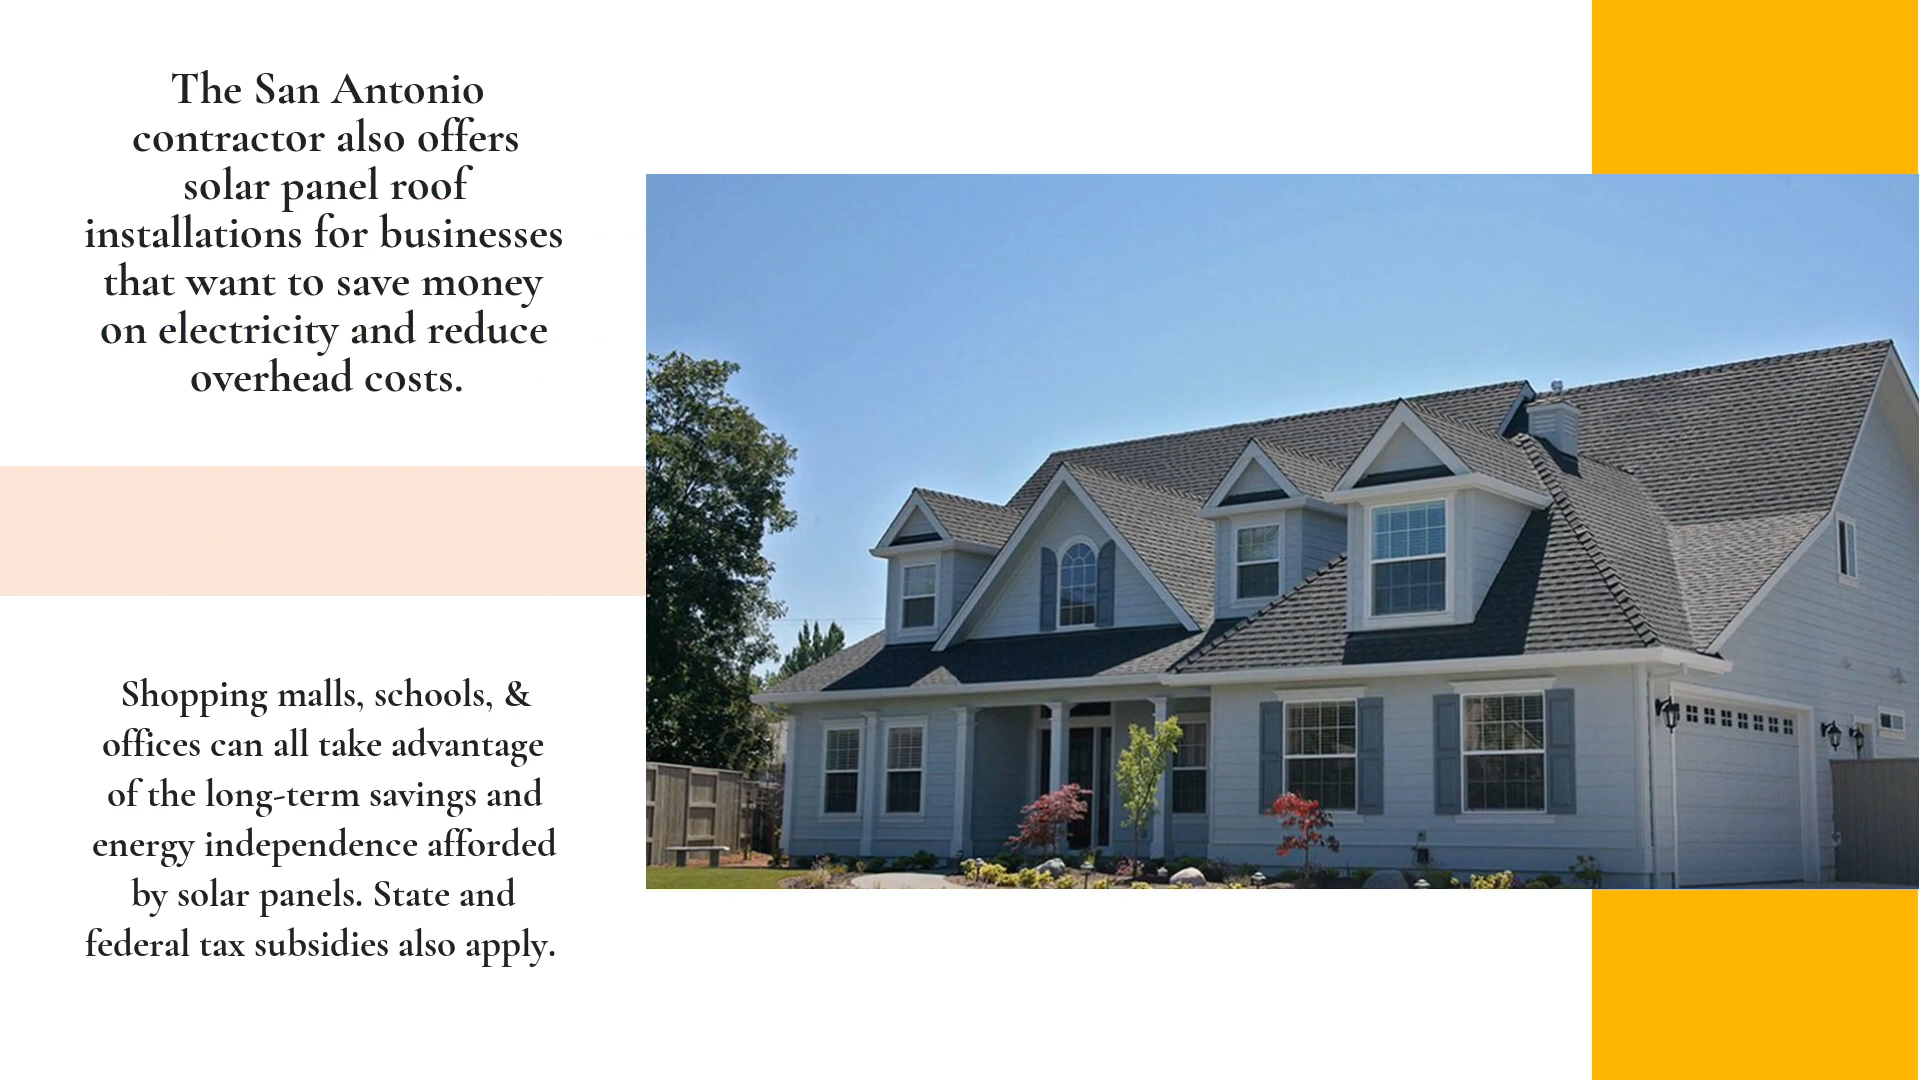 The San Antonio
contractor also offers
solar panel roof
installations for businesses
that want to save money
on electricity and reduce
overhead costs.
Shopping malls, schools, &
offices can all take advantage
of the long-term savings and
energy independence afforded
by solar panels. State and
federal tax subsidies also apply.